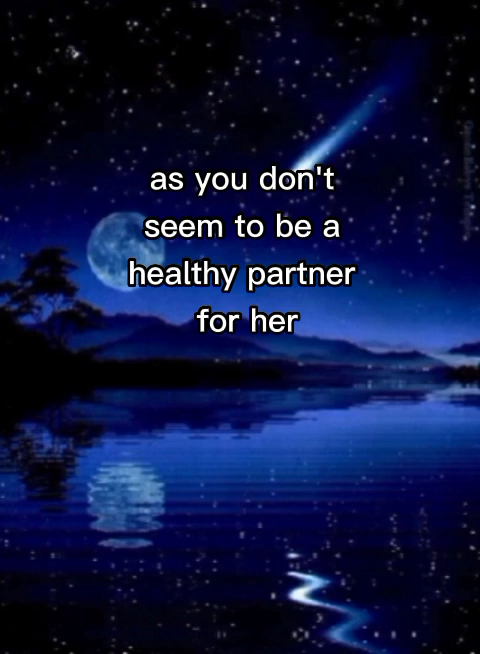 as you don't
seem to be a
healthy partner
for her